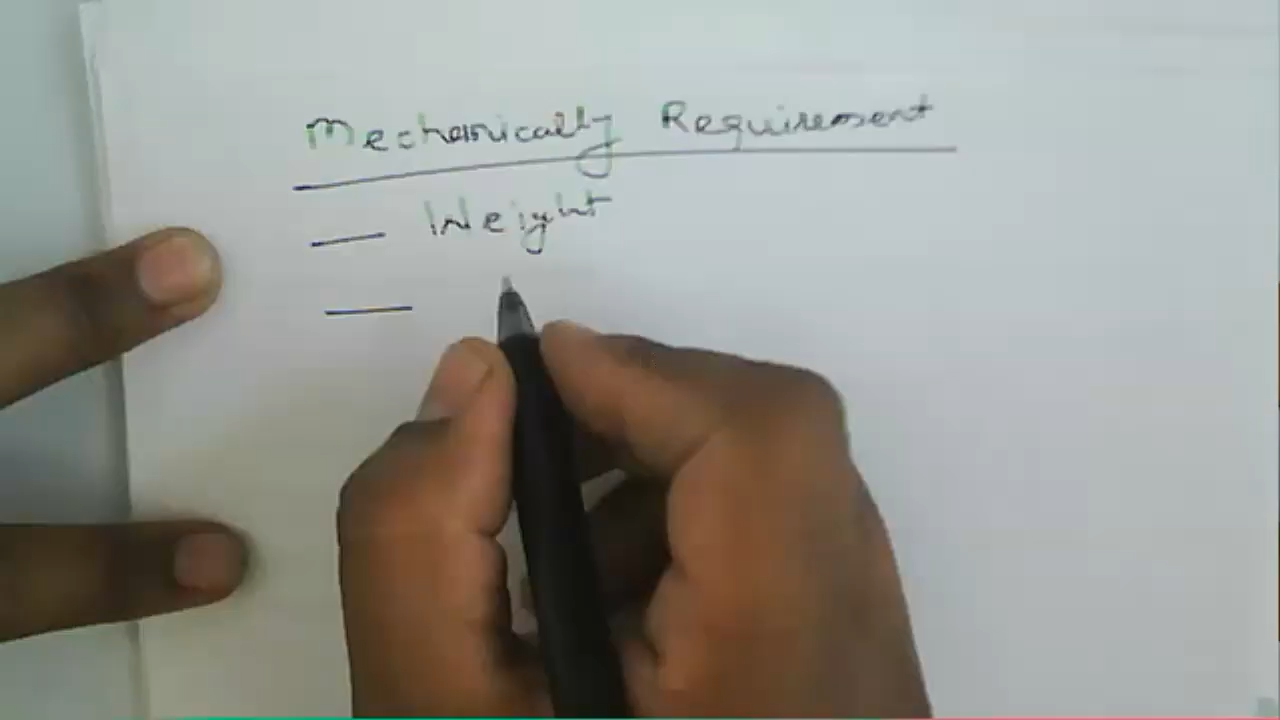 Mechanically Requirement
— Weight
—